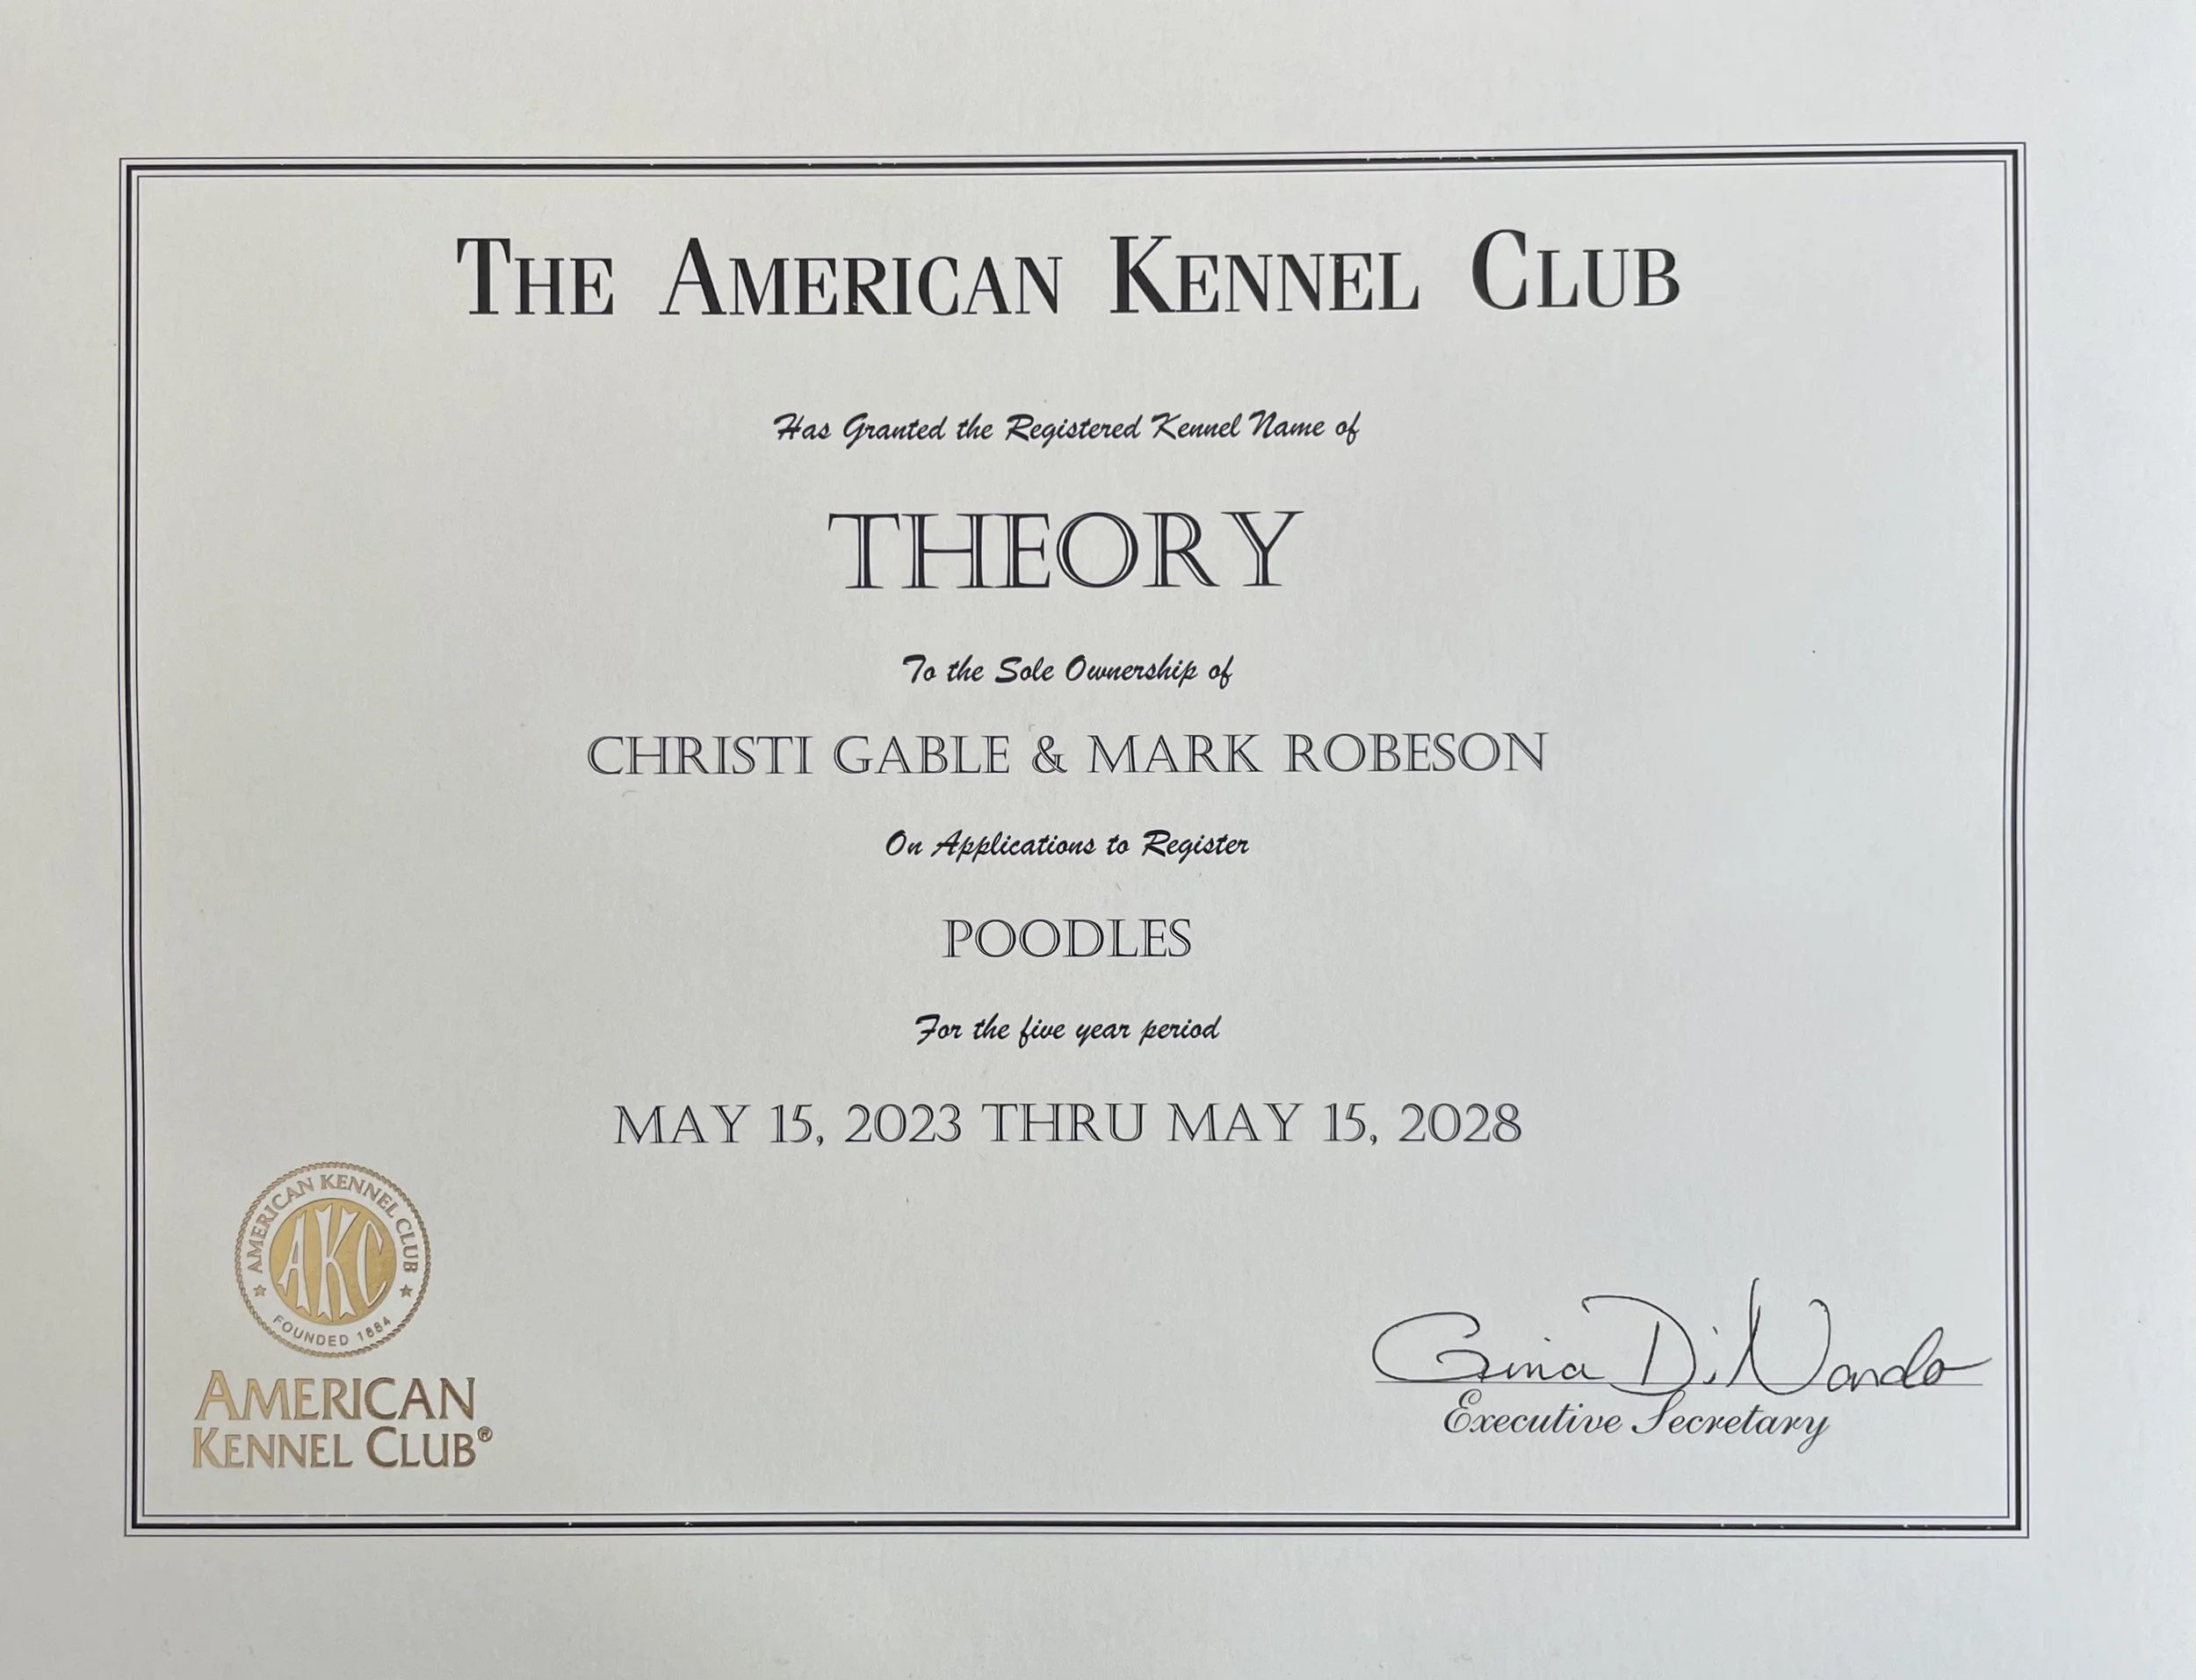 THE AMERICAN KENNEL CLUB
Has Granted the Registered Kennel Name of
THEORY
To the Sole Ownership of
CHRISTI GABLE & MARK ROBESON
On Applications to Register
POODLES
For the five year period
MAY 15, 2023 THRU MAY 15, 2028
AMERICAN KENNEL CLUB
AKC
FOUNDED 1884
AMERICAN
KENNEL CLUB®
Gina DiNardo
Executive Secretary